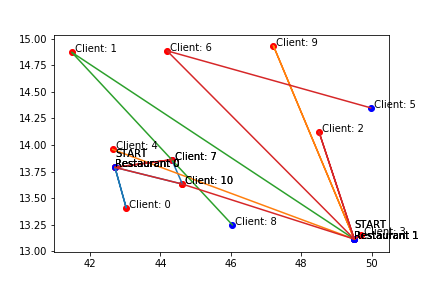 15.00
14.75
14.50
14.25
14.00
13.75
13.50
13.25
13.00
42
44
46
48
50
Client: 1
Client: 6
Client: 9
Client: 5
Client: 2
Client: 4
START
Restaurant 0
Client: 7
Client: 10
Client: 0
Client: 8
START
Client: 3
Restaurant 1